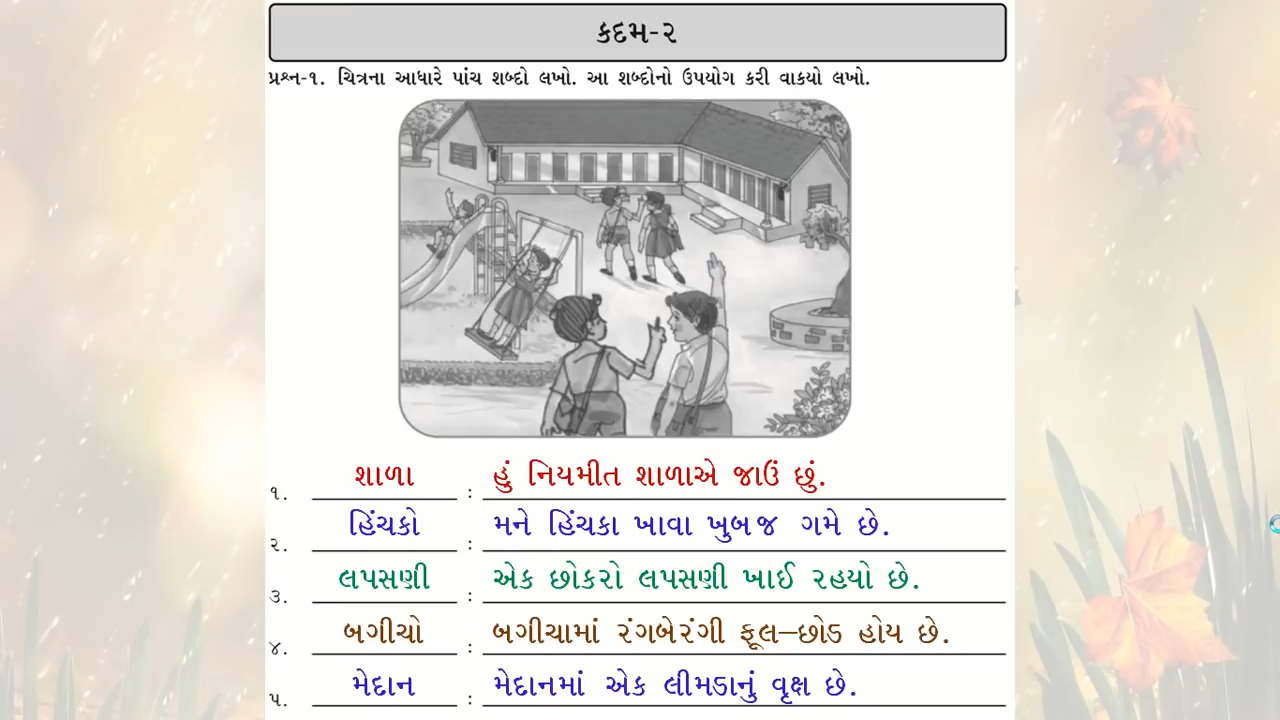 કદમ-૨
પ્રશ્ન-૧. ચિત્રના આધારે પાંચ શબ્દો લખો. આ શબ્દોનો ઉપયોગ કરી વાકયો લખો.
૧. શાળા : હું નિયમીત શાળાએ જાઉં છું.
૨. હિંચકો : મને હિંચકા ખાવા ખુબજ ગમે છે.
૩. લપસણી : એક છોકરો લપસણી ખાઈ રહયો છે.
૪. બગીચો : બગીચામાં રંગબેરંગી ફૂલ–છોડ હોય છે.
૫. મેદાન : મેદાનમાં એક લીમડાનું વૃક્ષ છે.